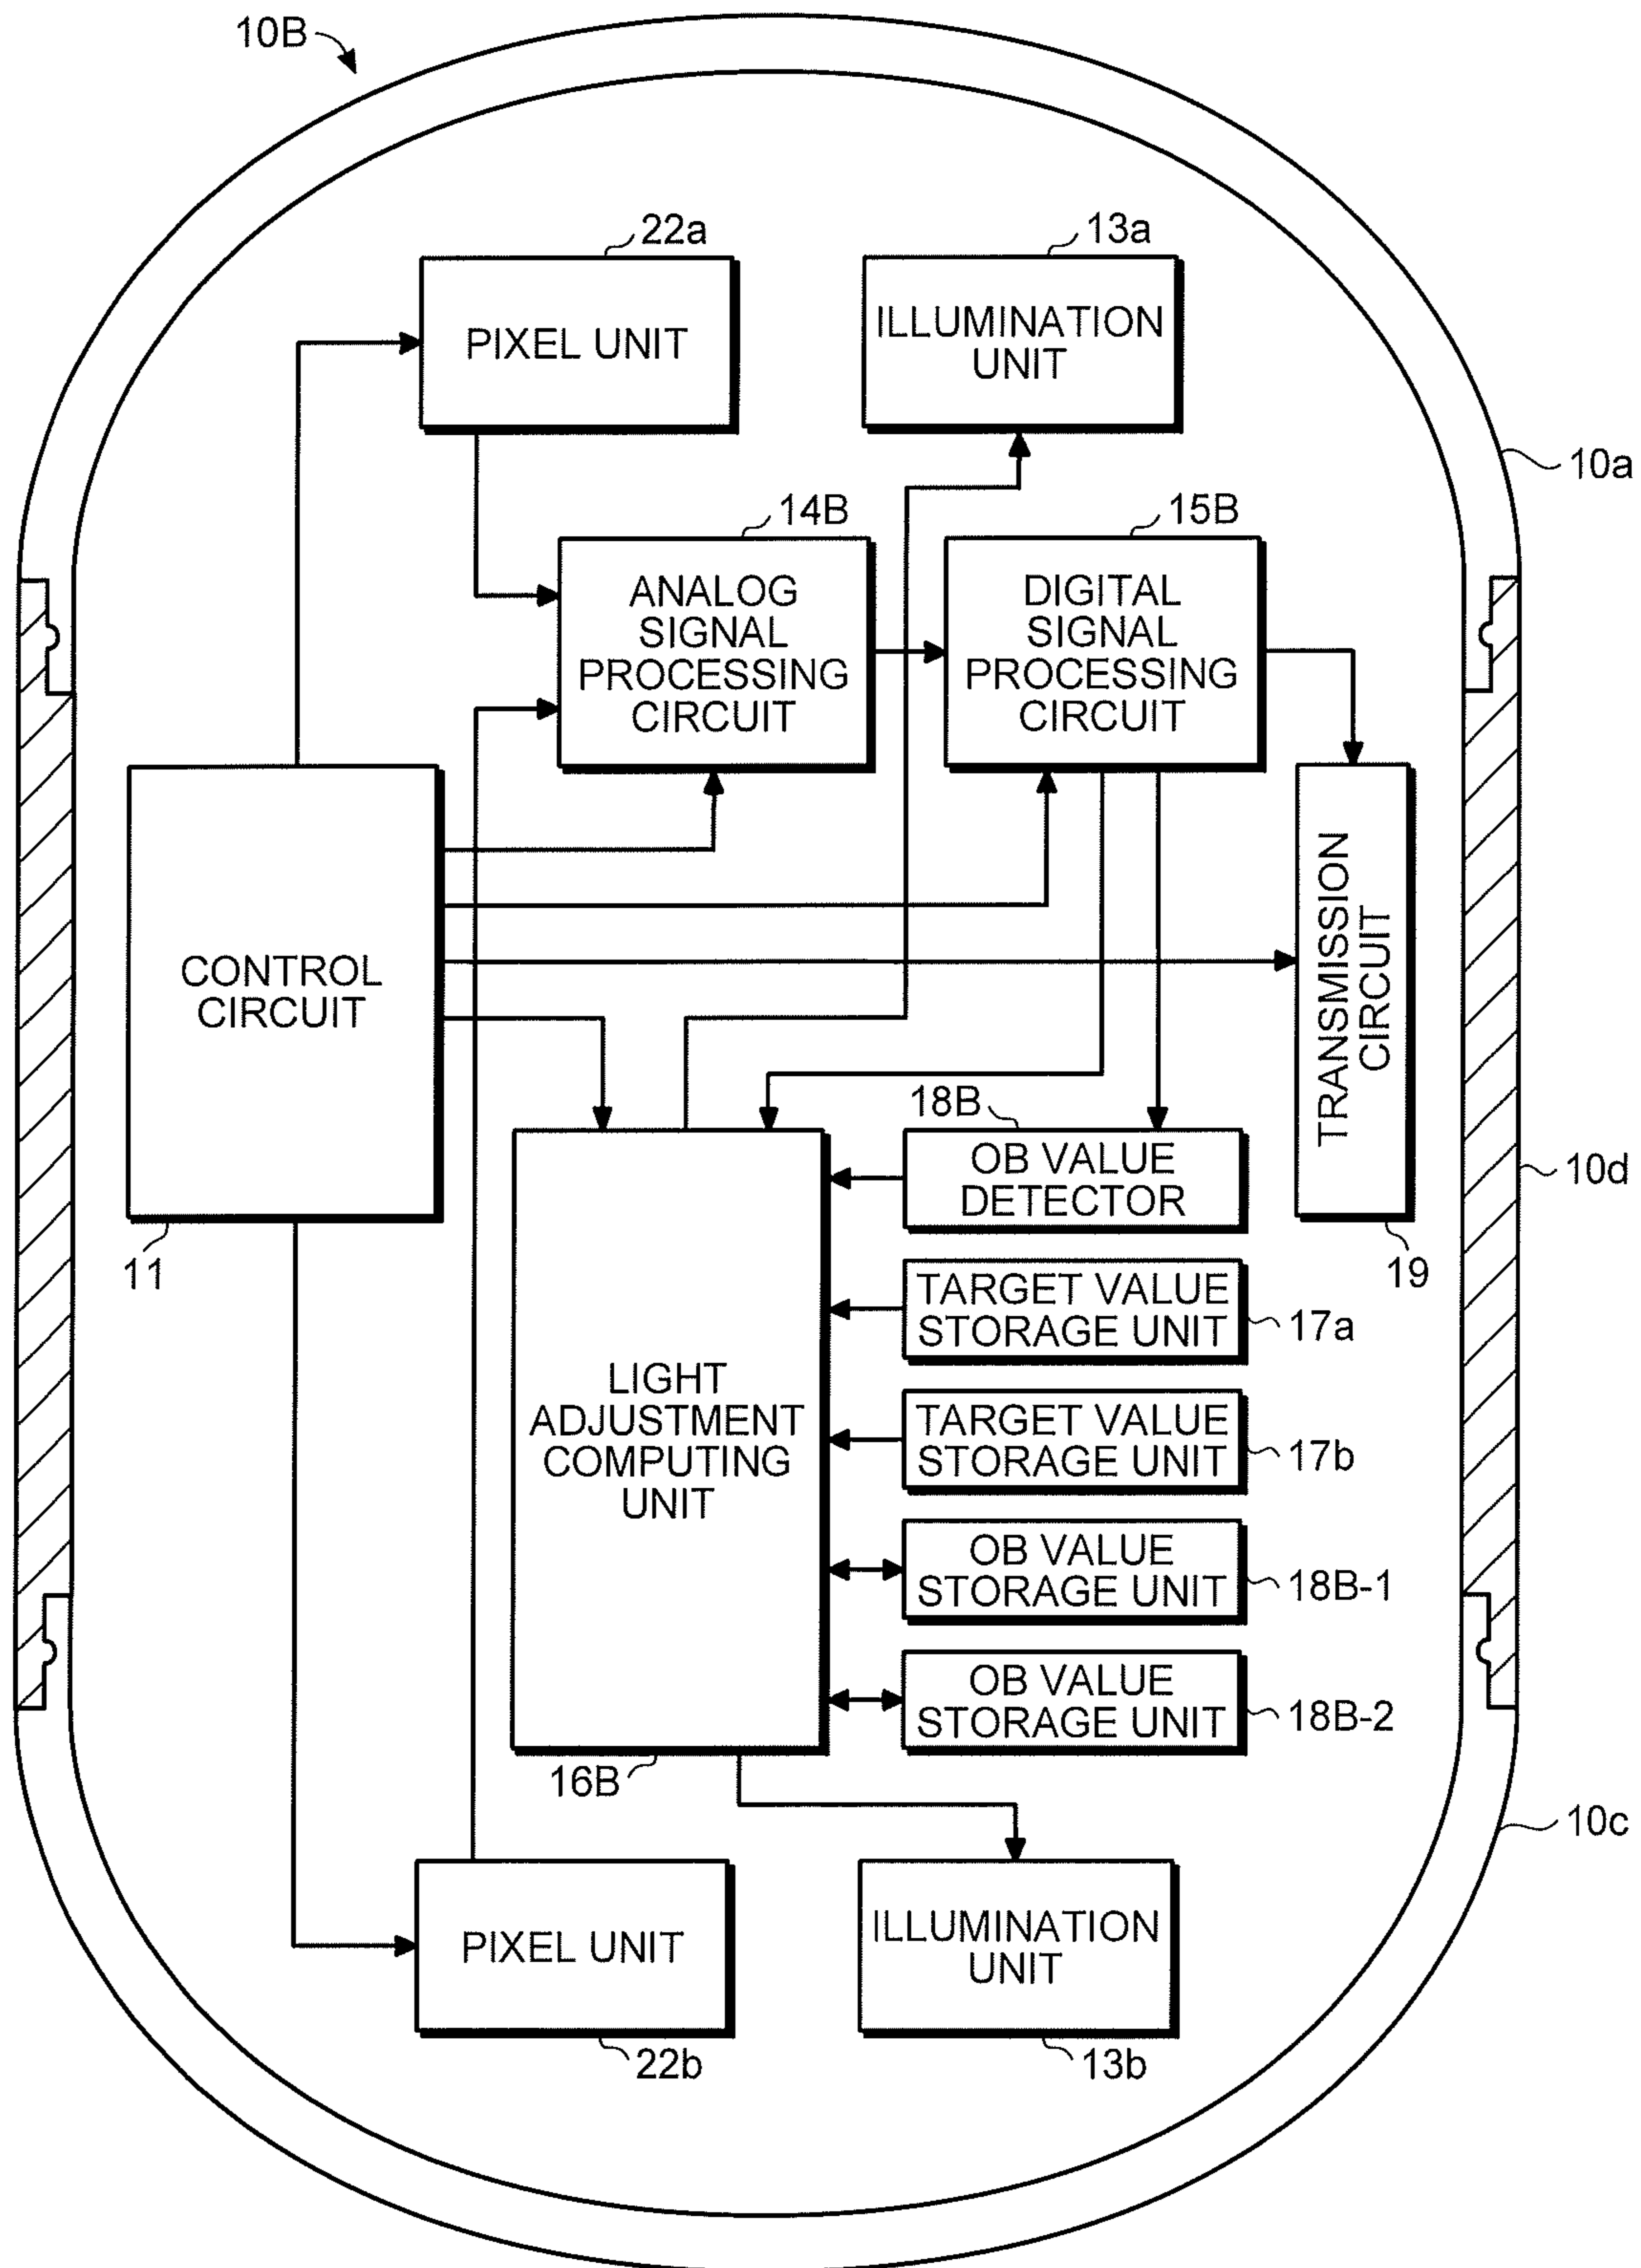 10B
22a
13a
PIXEL UNIT
ILLUMINATION
UNIT
10a
14B
15B
ANALOG
SIGNAL
PROCESSING
CIRCUIT
DIGITAL
SIGNAL
PROCESSING
CIRCUIT
CONTROL
CIRCUIT
TRANSMISSION
CIRCUIT
18B
OB VALUE
DETECTOR
10d
11
19
TARGET VALUE
STORAGE UNIT
17a
LIGHT
ADJUSTMENT
COMPUTING
UNIT
TARGET VALUE
STORAGE UNIT
17b
OB VALUE
STORAGE UNIT
18B-1
OB VALUE
STORAGE UNIT
18B-2
16B
10c
PIXEL UNIT
ILLUMINATION
UNIT
22b
13b